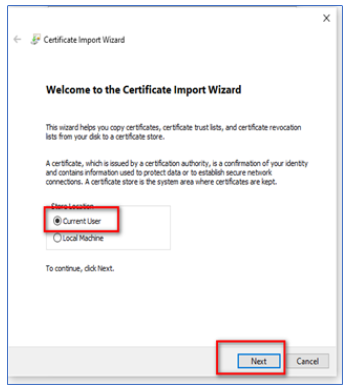 Certificate Import Wizard
Welcome to the Certificate Import Wizard
This wizard helps you copy certificates, certificate trust lists, and certificate revocation
lists from your disk to a certificate store.
A certificate, which is issued by a certification authority, is a confirmation of your identity
and contains information used to protect data or to establish secure network
connections. A certificate store is the system area where certificates are kept.
Store Location
Current User
Local Machine
To continue, click Next.
Next
Cancel